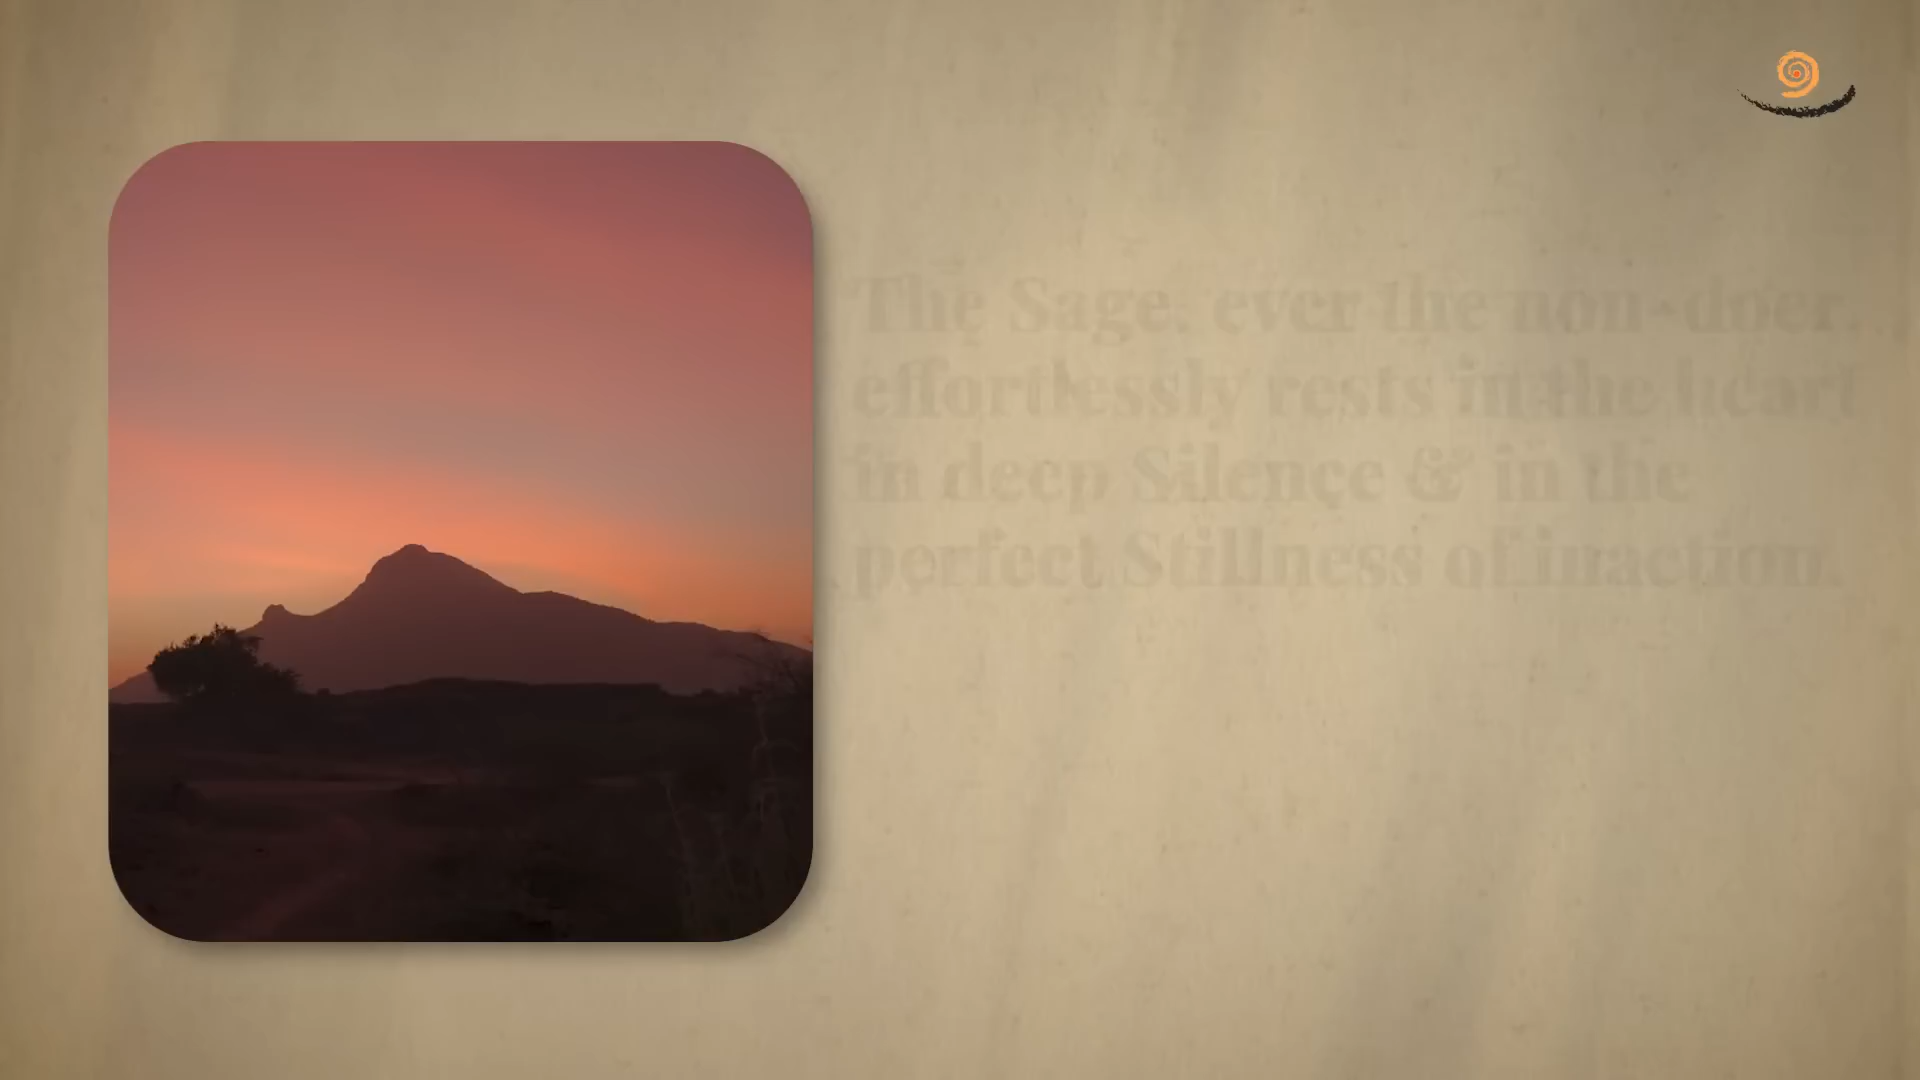 The Sage, ever the non-doer,
effortlessly rests in the heart
in deep Silence & in the
perfect Stillness of inaction.